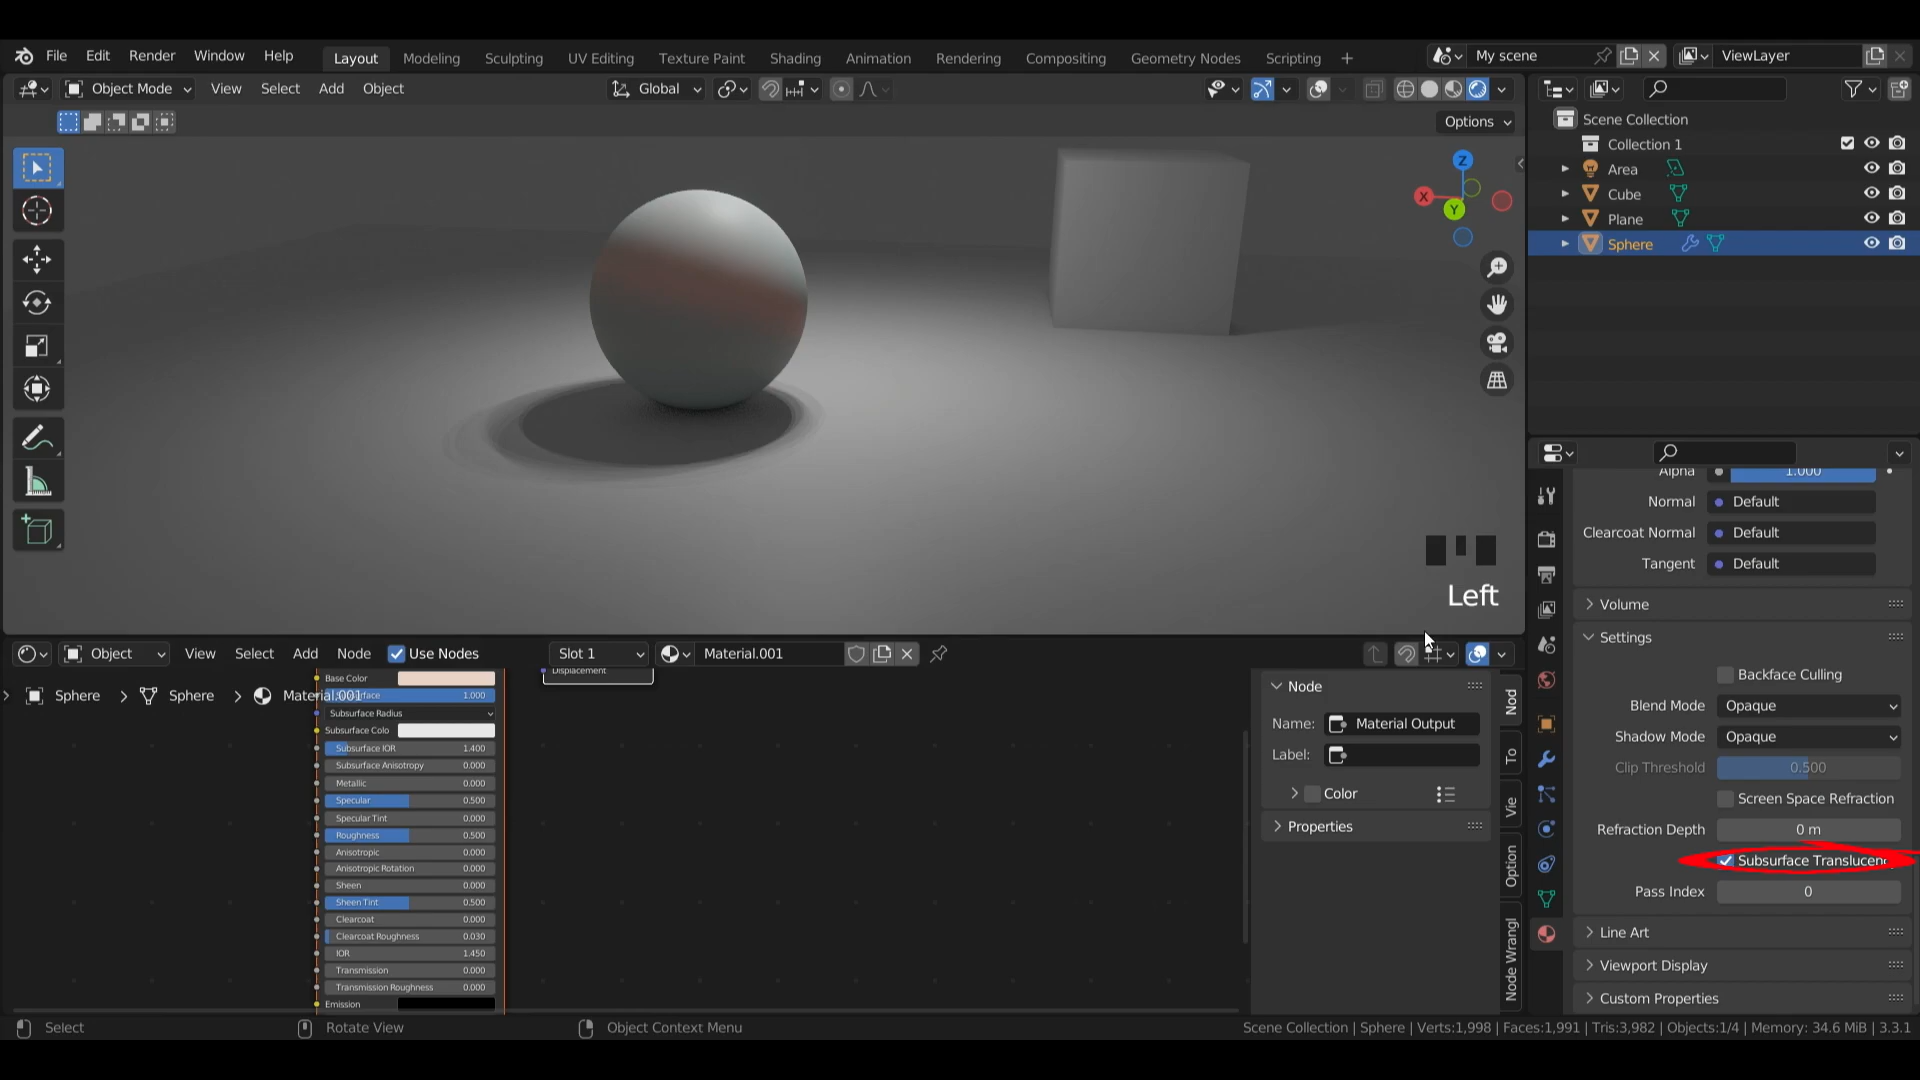 File Edit Render Window Help Layout Modeling Sculpting UV Editing Texture Paint Shading Animation Rendering Compositing Geometry Nodes Scripting + My scene ViewLayer
Object Mode View Select Add Object Global
Options
Scene Collection
Collection 1
Area
Cube
Plane
Sphere
Z
X
Y
Left
Alpha 1.000
Normal Default
Clearcoat Normal Default
Tangent Default
Volume
Settings
Backface Culling
Blend Mode Opaque
Shadow Mode Opaque
Clip Threshold 0.500
Screen Space Refraction
Refraction Depth 0 m
Subsurface Translucenc
Pass Index 0
Line Art
Viewport Display
Custom Properties
Object View Select Add Node Use Nodes Slot 1 Material.001
Sphere > Sphere > Material.001
Displacement
Base Color
1.000
Subsurface Radius
Subsurface Colo
Subsurface IOR 1.400
Subsurface Anisotropy 0.000
Metallic 0.000
Specular 0.500
Specular Tint 0.000
Roughness 0.500
Anisotropic 0.000
Anisotropic Rotation 0.000
Sheen 0.000
Sheen Tint 0.500
Clearcoat 0.000
Clearcoat Roughness 0.030
IOR 1.450
Transmission 0.000
Transmission Roughness 0.000
Emission
Node
Name: Material Output
Label:
Color
Properties
Nod
To
Vie
Option
Node Wrangl
Select Rotate View Object Context Menu
Scene Collection | Sphere | Verts:1,998 | Faces:1,991 | Tris:3,982 | Objects:1/4 | Memory: 34.6 MiB | 3.3.1